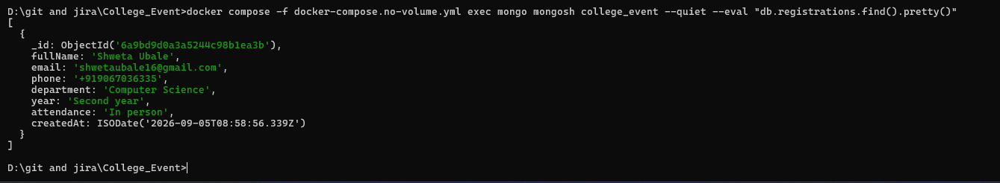 D:\git and jira\College_Event>docker compose -f docker-compose.no-volume.yml exec mongo mongosh college_event --quiet --eval "db.registrations.find().pretty()"
[
  {
    _id: ObjectId('6a9bd9d0a3a5244c98b1ea3b'),
    fullName: 'Shweta Ubale',
    email: 'shwetaubale16@gmail.com',
    phone: '+919067036335',
    department: 'Computer Science',
    year: 'Second year',
    attendance: 'In person',
    createdAt: ISODate('2026-09-05T08:58:56.339Z')
  }
]
D:\git and jira\College_Event>